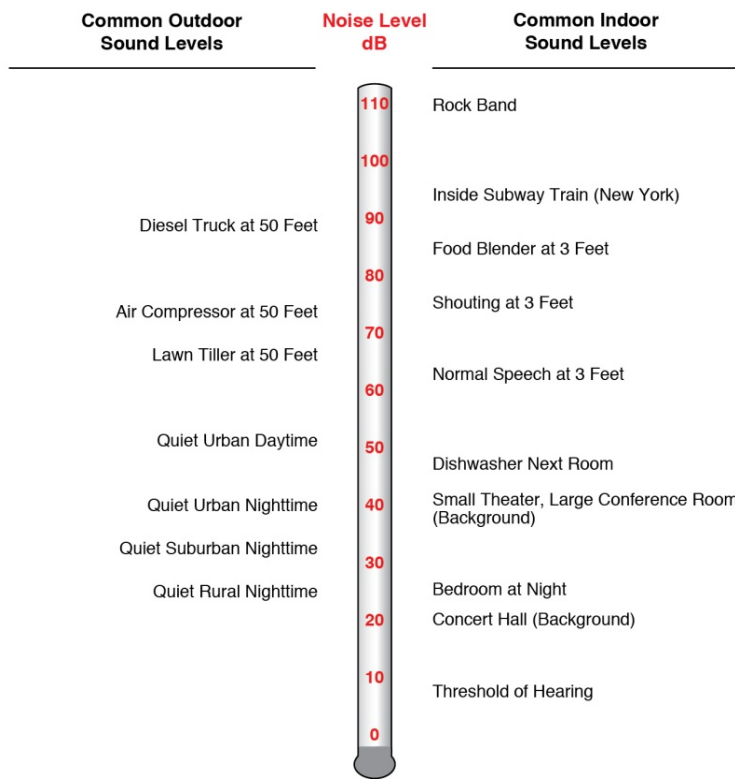 Common Outdoor
Sound Levels
Noise Level
dB
Common Indoor
Sound Levels
110
Rock Band
100
Inside Subway Train (New York)
90
Diesel Truck at 50 Feet
Food Blender at 3 Feet
80
Shouting at 3 Feet
Air Compressor at 50 Feet
70
Lawn Tiller at 50 Feet
Normal Speech at 3 Feet
60
Quiet Urban Daytime
50
Dishwasher Next Room
Quiet Urban Nighttime
40
Small Theater, Large Conference Room
(Background)
Quiet Suburban Nighttime
30
Quiet Rural Nighttime
Bedroom at Night
20
Concert Hall (Background)
10
Threshold of Hearing
0